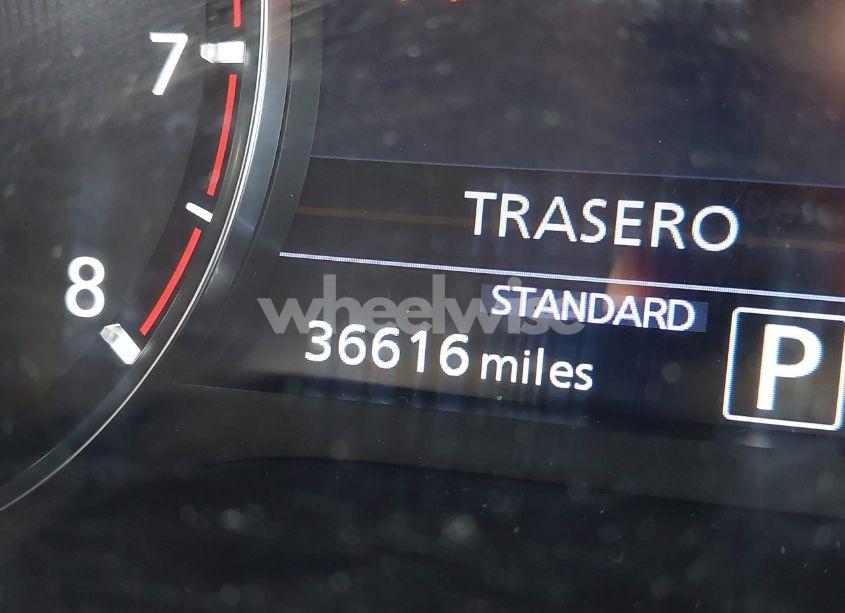 7
TRASERO
8
STANDARD
wheelwise
36616 miles
P